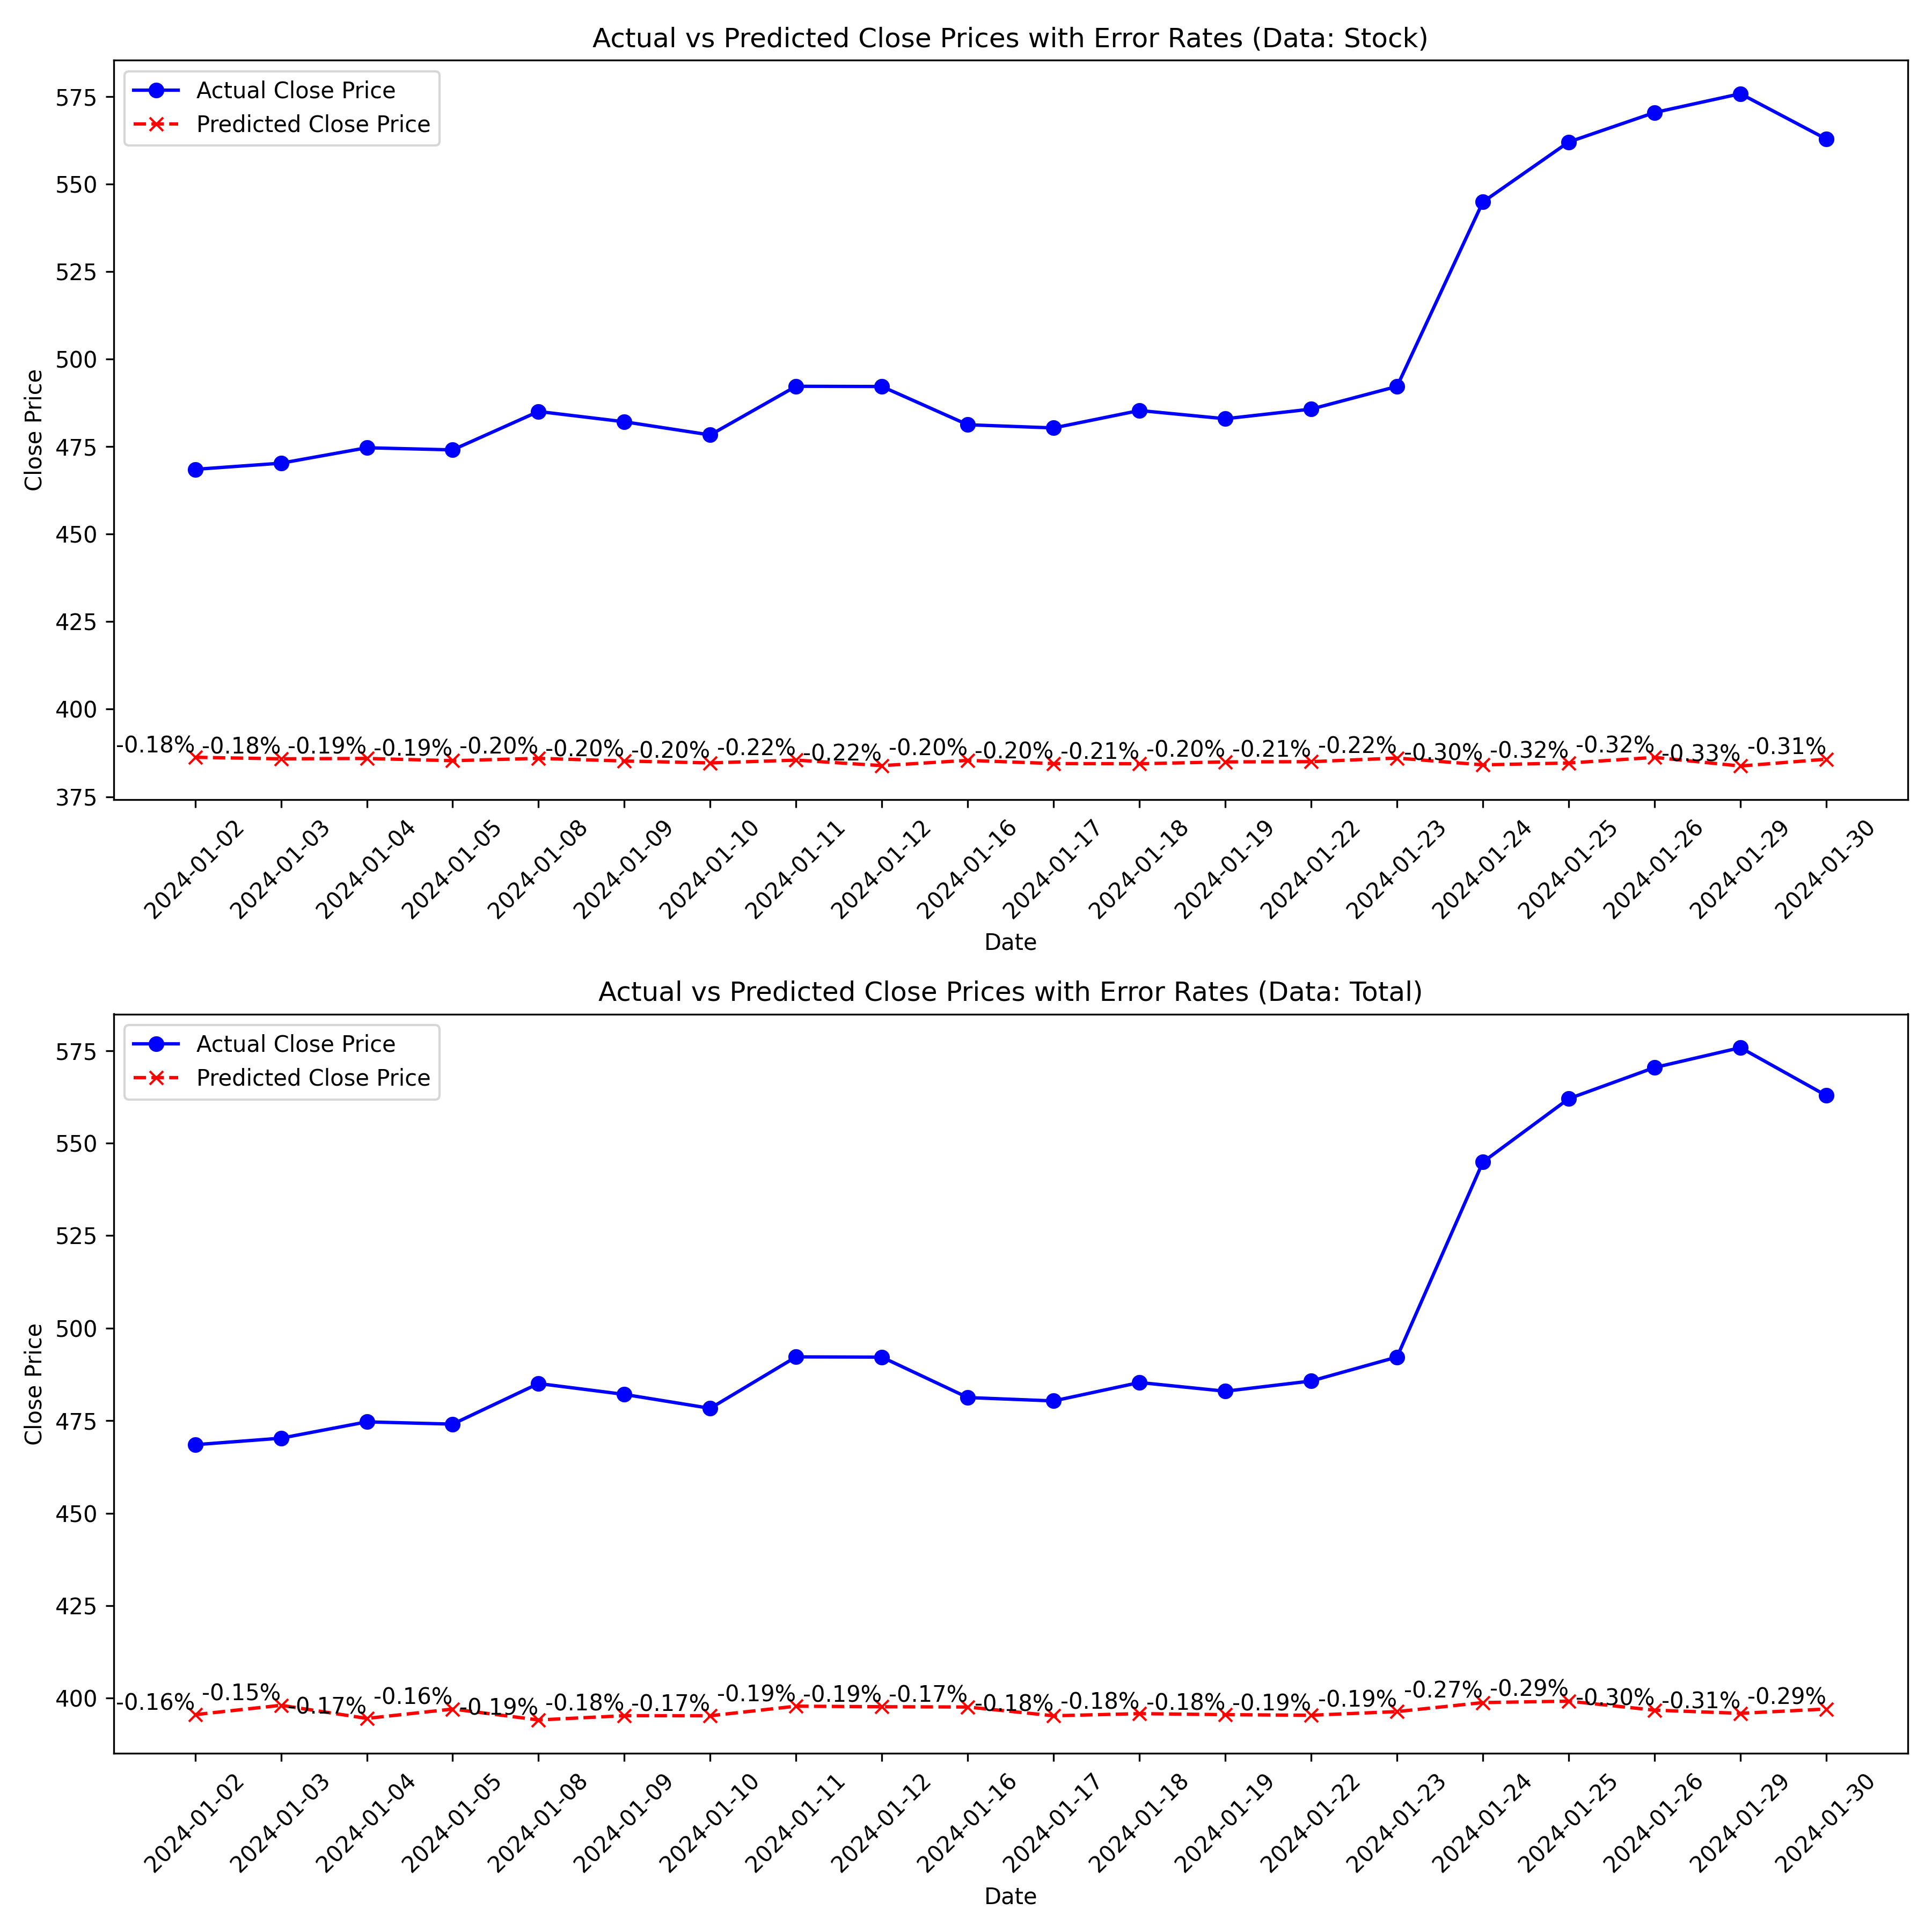 Actual vs Predicted Close Prices with Error Rates (Data: Stock)
Actual Close Price
Predicted Close Price
Close Price
575
550
525
500
475
450
425
400
375
-0.18% -0.18% -0.19% -0.19% -0.20% -0.20% -0.20% -0.22% -0.22% -0.20% -0.20% -0.21% -0.20% -0.21% -0.22% -0.30% -0.32% -0.32% -0.33% -0.31%
2024-01-02 2024-01-03 2024-01-04 2024-01-05 2024-01-08 2024-01-09 2024-01-10 2024-01-11 2024-01-12 2024-01-16 2024-01-17 2024-01-18 2024-01-19 2024-01-22 2024-01-23 2024-01-24 2024-01-25 2024-01-26 2024-01-29 2024-01-30
Date
Actual vs Predicted Close Prices with Error Rates (Data: Total)
Actual Close Price
Predicted Close Price
Close Price
575
550
525
500
475
450
425
400
-0.16% -0.15% -0.17% -0.16% -0.19% -0.18% -0.17% -0.19% -0.19% -0.17% -0.18% -0.18% -0.18% -0.19% -0.19% -0.27% -0.29% -0.30% -0.31% -0.29%
2024-01-02 2024-01-03 2024-01-04 2024-01-05 2024-01-08 2024-01-09 2024-01-10 2024-01-11 2024-01-12 2024-01-16 2024-01-17 2024-01-18 2024-01-19 2024-01-22 2024-01-23 2024-01-24 2024-01-25 2024-01-26 2024-01-29 2024-01-30
Date